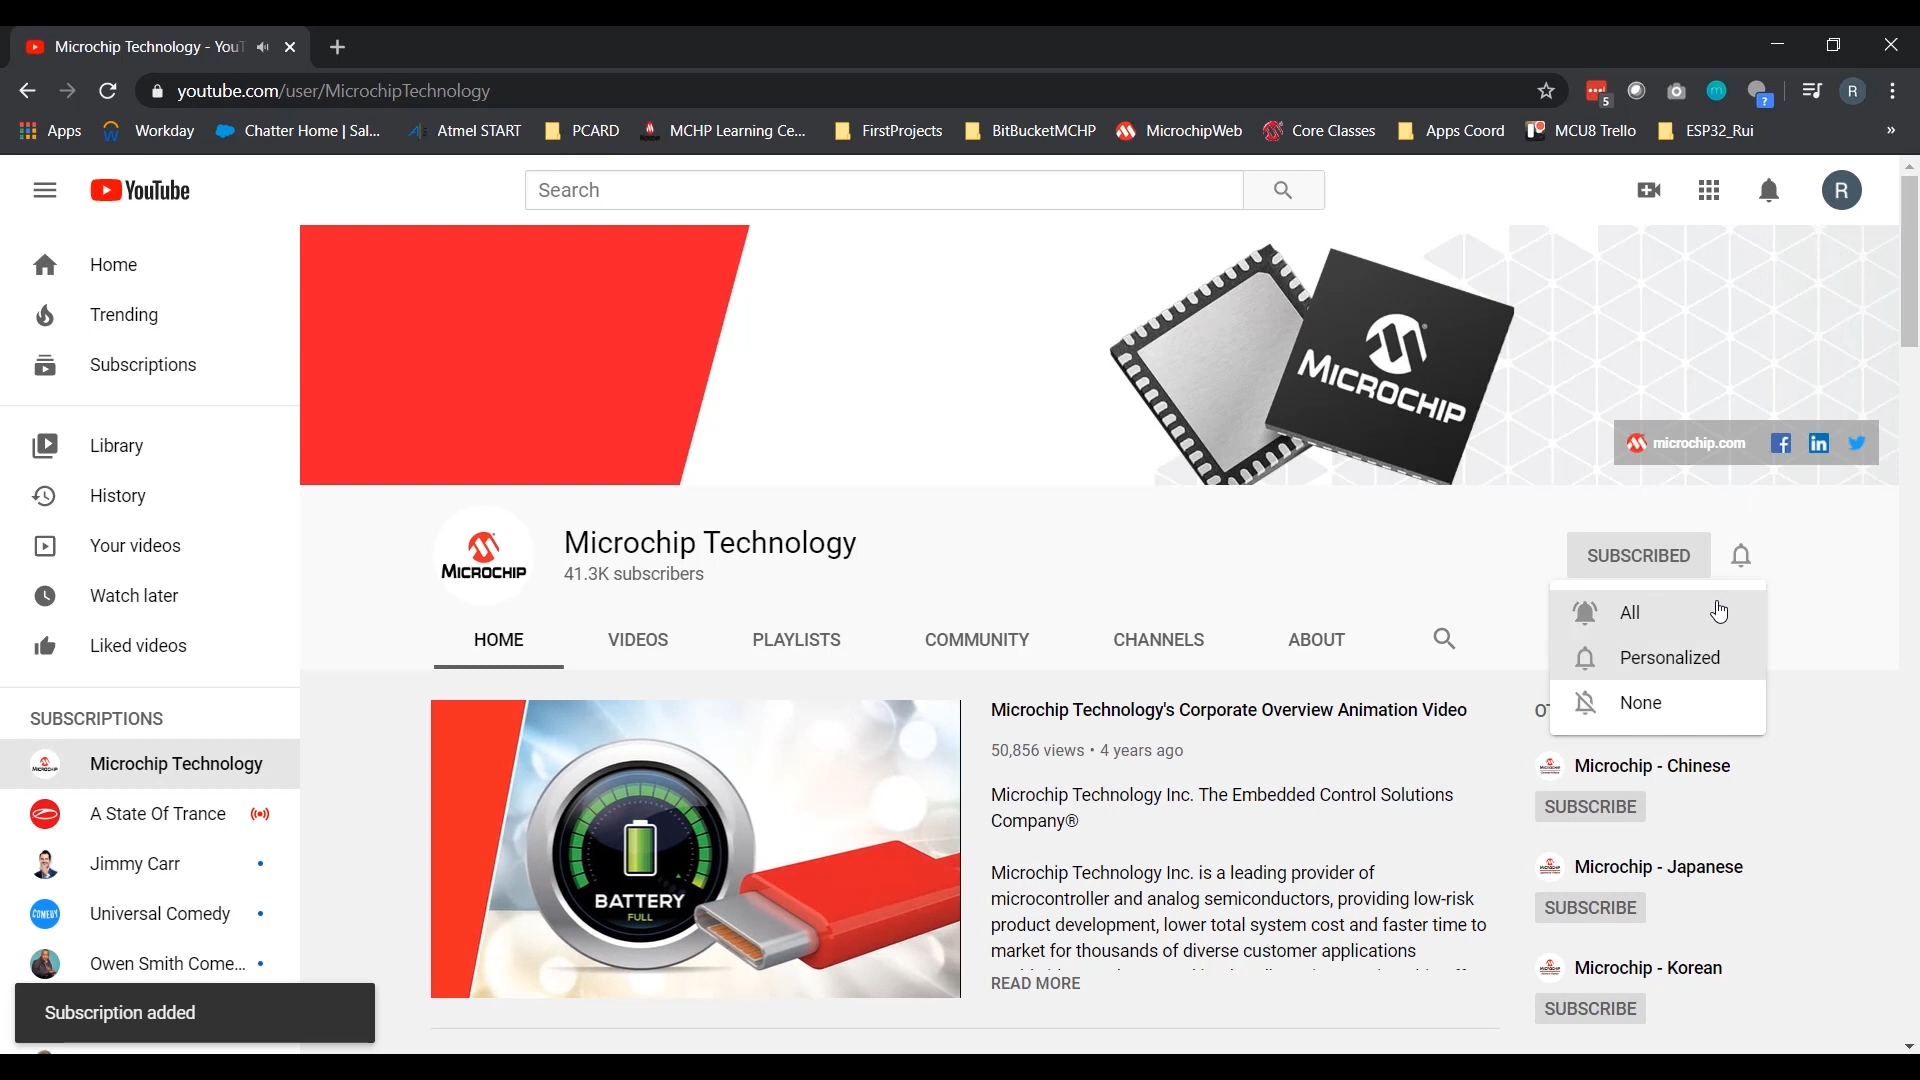 Microchip Technology - YouT
youtube.com/user/MicrochipTechnology
5
?
R
Apps
Workday
Chatter Home | Sal...
Atmel START
PCARD
MCHP Learning Ce...
FirstProjects
BitBucketMCHP
MicrochipWeb
Core Classes
Apps Coord
MCU8 Trello
ESP32_Rui
»
YouTube
Search
R
Home
Trending
Subscriptions
Library
History
Your videos
Watch later
Liked videos
SUBSCRIPTIONS
Microchip Technology
A State Of Trance
Jimmy Carr
COMEDY
Universal Comedy
Owen Smith Come...
Subscription added
MICROCHIP
microchip.com
MICROCHIP
Microchip Technology
41.3K subscribers
SUBSCRIBED
All
Personalized
None
HOME
VIDEOS
PLAYLISTS
COMMUNITY
CHANNELS
ABOUT
BATTERY
FULL
Microchip Technology's Corporate Overview Animation Video
50,856 views • 4 years ago
Microchip Technology Inc. The Embedded Control Solutions
Company®
Microchip Technology Inc. is a leading provider of
microcontroller and analog semiconductors, providing low-risk
product development, lower total system cost and faster time to
market for thousands of diverse customer applications
READ MORE
Microchip - Chinese
SUBSCRIBE
Microchip - Japanese
SUBSCRIBE
Microchip - Korean
SUBSCRIBE